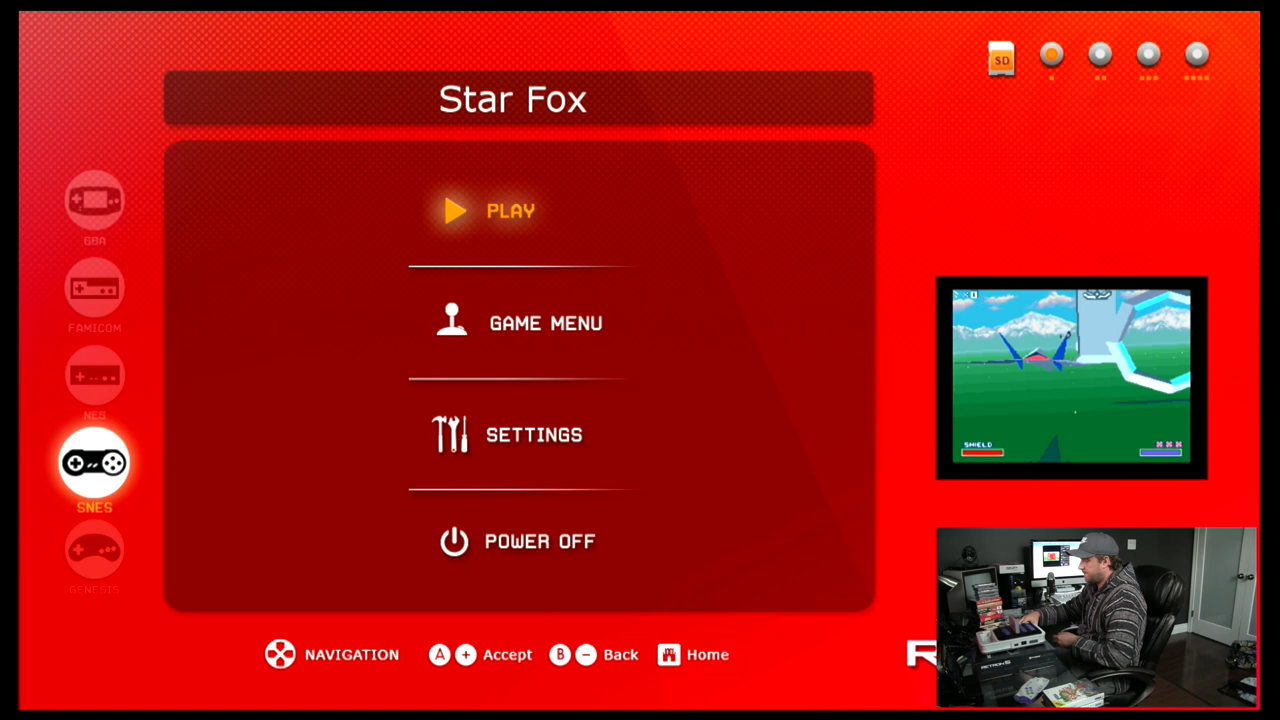 SD
Star Fox
PLAY
GAME MENU
SETTINGS
POWER OFF
GBA
FAMICOM
NES
SNES
GENESIS
SHIELD
NAVIGATION
A + Accept
B - Back
Home
R
RETRON5